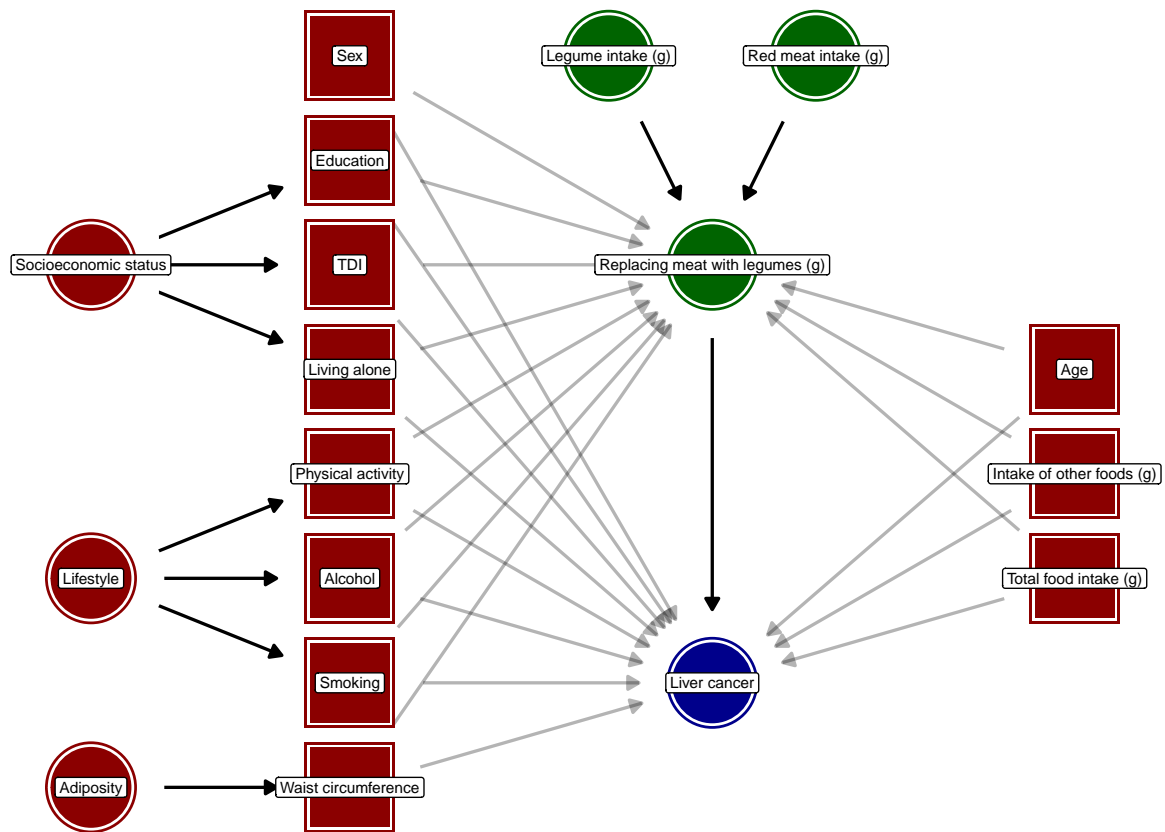 Sex
Legume intake (g)
Red meat intake (g)
Education
Socioeconomic status
TDI
Replacing meat with legumes (g)
Living alone
Age
Physical activity
Intake of other foods (g)
Lifestyle
Alcohol
Total food intake (g)
Smoking
Liver cancer
Adiposity
Waist circumference